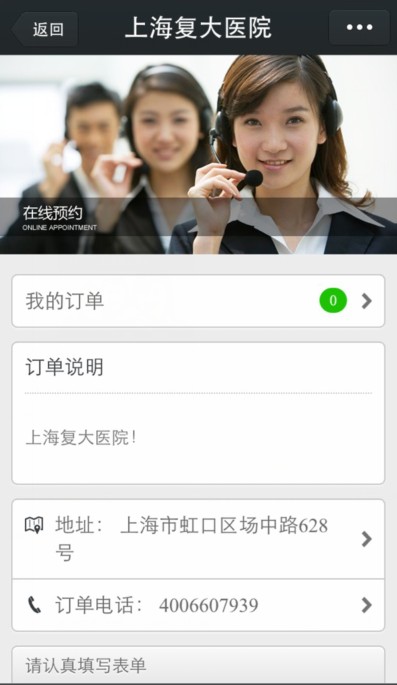 返回
上海复大医院
在线预约
ONLINE APPOINTMENT
我的订单
0
订单说明
上海复大医院！
地址： 上海市虹口区场中路628
号
订单电话： 4006607939
请认真填写表单